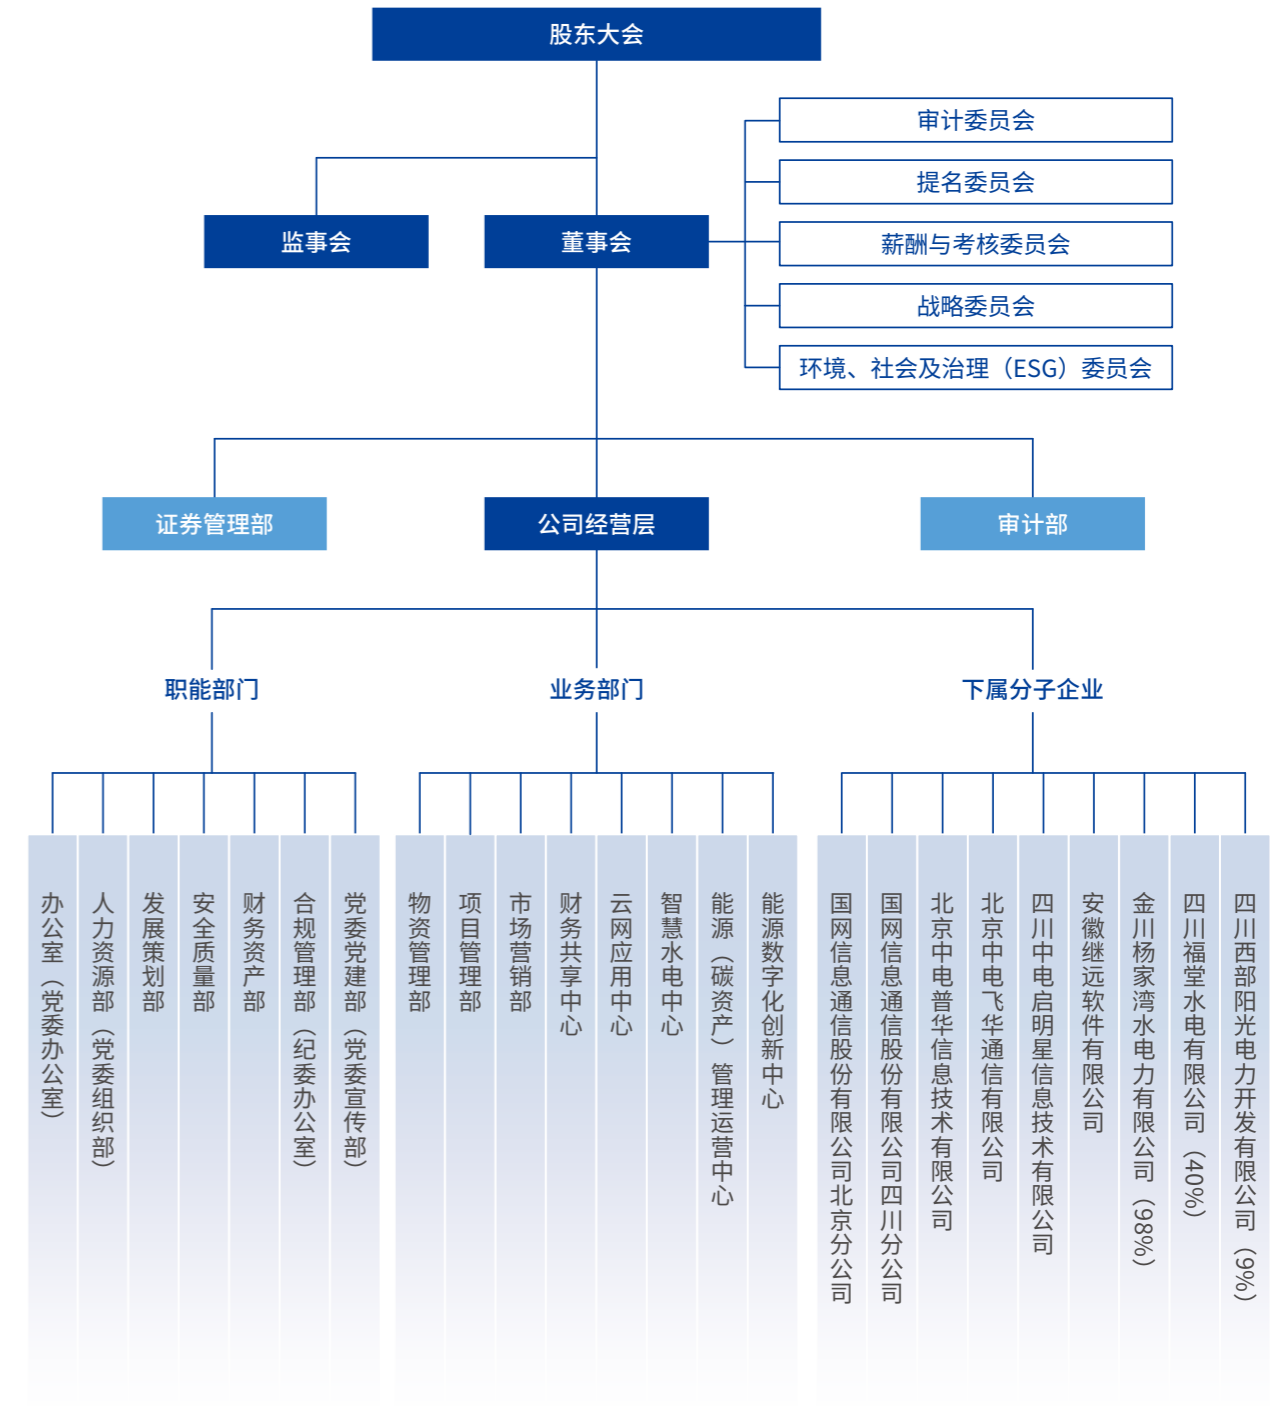 股东大会
审计委员会
提名委员会
监事会
董事会
薪酬与考核委员会
战略委员会
环境、社会及治理（ESG）委员会
证券管理部
公司经营层
审计部
职能部门
业务部门
下属分子企业
办公室（党委办公室）
人力资源部（党委组织部）
发展策划部
安全质量部
财务资产部
合规管理部（纪委办公室）
党委党建部（党委宣传部）
物资管理部
项目管理部
市场营销部
财务共享中心
云网应用中心
智慧水电中心
能源（碳资产）管理运营中心
能源数字化创新中心
国网信息通信股份有限公司北京分公司
国网信息通信股份有限公司四川分公司
北京中电普华信息技术有限公司
北京中电飞华通信有限公司
四川中电启明星信息技术有限公司
安徽继远软件有限公司
金川杨家湾水电力有限公司（98%）
四川福堂水电有限公司（40%）
四川西部阳光电力开发有限公司（9%）